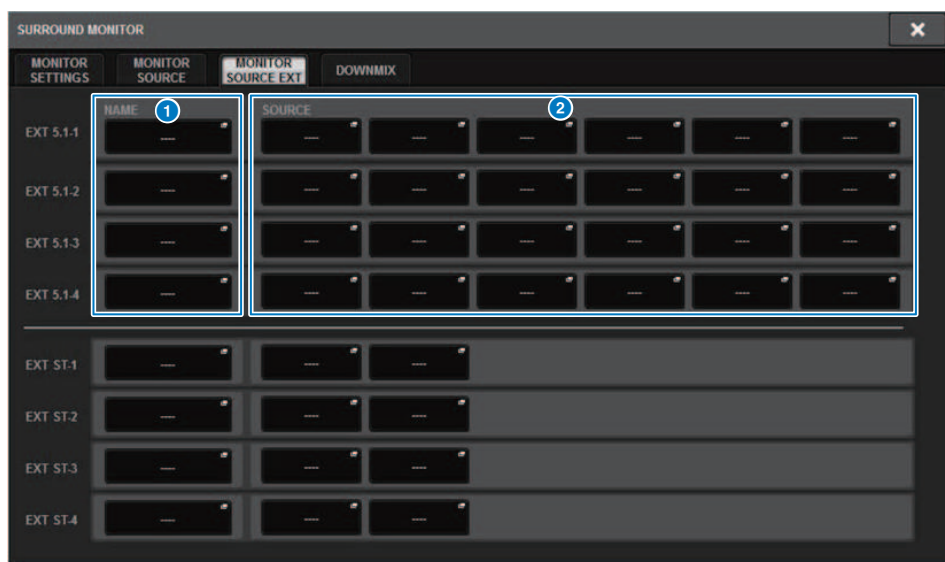 SURROUND MONITOR
MONITOR SETTINGS
MONITOR SOURCE
MONITOR SOURCE EXT
DOWNMIX
NAME 1 SOURCE 2
EXT 5.1-1 ---- ---- ---- ---- ---- ---- ----
EXT 5.1-2 ---- ---- ---- ---- ---- ---- ----
EXT 5.1-3 ---- ---- ---- ---- ---- ---- ----
EXT 5.1-4 ---- ---- ---- ---- ---- ---- ----
EXT ST-1 ---- ---- ----
EXT ST-2 ---- ---- ----
EXT ST-3 ---- ---- ----
EXT ST-4 ---- ---- ----